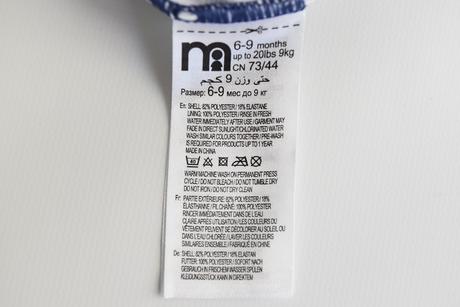 6-9 months
up to 20lbs 9kg
CN 73/44
حتى وزن 9 كجم
Размер: 6-9 мес до 9 кг
En: SHELL: 82% POLYESTER / 18% ELASTANE
LINING: 100% POLYESTER / RINSE IN FRESH
WATER IMMEDIATELY AFTER USE / GARMENT MAY
FADE IN DIRECT SUNLIGHT/CHLORINATED WATER
WASH SIMILAR COLOURS TOGETHER / PRE-WASH
IS REQUIRED FOR PRODUCTS UP TO 1 YEAR
MADE IN CHINA
WARM MACHINE WASH ON PERMANENT PRESS
CYCLE / DO NOT BLEACH / DO NOT TUMBLE DRY
DO NOT IRON / DO NOT DRY CLEAN
Fr: PARTIE EXTÉRIEURE: 82% POLYESTER / 18%
ÉLASTHANNE / FIL CHAÎNE: 100% POLYESTER
RINCER IMMÉDIATEMENT DANS DE L'EAU
CLAIRE APRÈS UTILISATION / LES COULEURS DU
VÊTEMENT PEUVENT SE DÉCOLORER AU SOLEIL OU
DANS L'EAU CHLORÉE / LAVER AVEC COULEURS
SIMILAIRES ENSEMBLE / FABRIQUÉ EN CHINE
De: SHELL: 82% POLYESTER / 18% ELASTAN
FUTTER: 100% POLYESTER / SOFORT NACH
GEBRAUCH IN FRISCHEM WASSER SPÜLEN
KLEIDUNGSSTÜCK KANN IN DIREKTEM